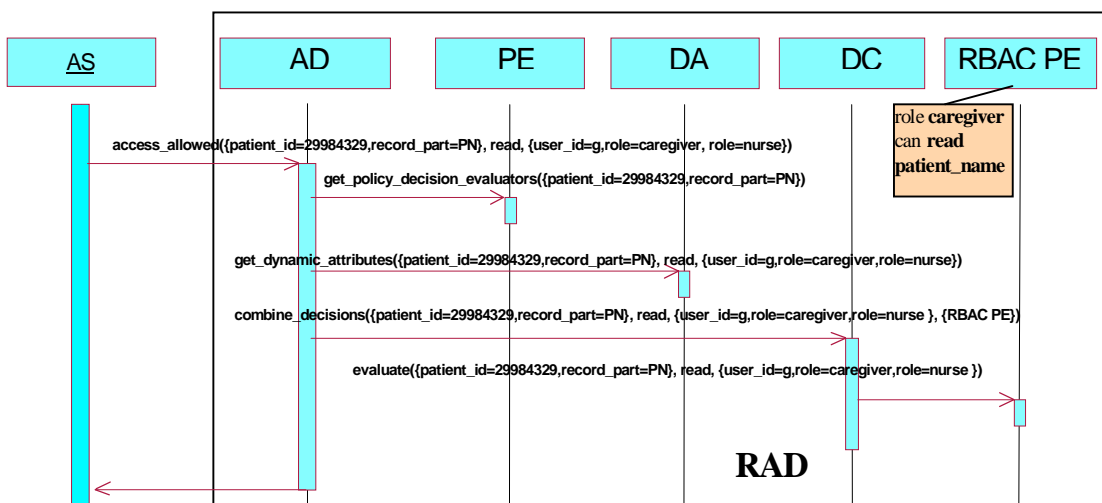 AS
AD
PE
DA
DC
RBAC PE
role caregiver
can read
patient_name
access_allowed({patient_id=29984329,record_part=PN}, read, {user_id=g,role=caregiver, role=nurse})
get_policy_decision_evaluators({patient_id=29984329,record_part=PN})
get_dynamic_attributes({patient_id=29984329,record_part=PN}, read, {user_id=g,role=caregiver,role=nurse})
combine_decisions({patient_id=29984329,record_part=PN}, read, {user_id=g,role=caregiver,role=nurse }, {RBAC PE})
evaluate({patient_id=29984329,record_part=PN}, read, {user_id=g,role=caregiver,role=nurse })
RAD